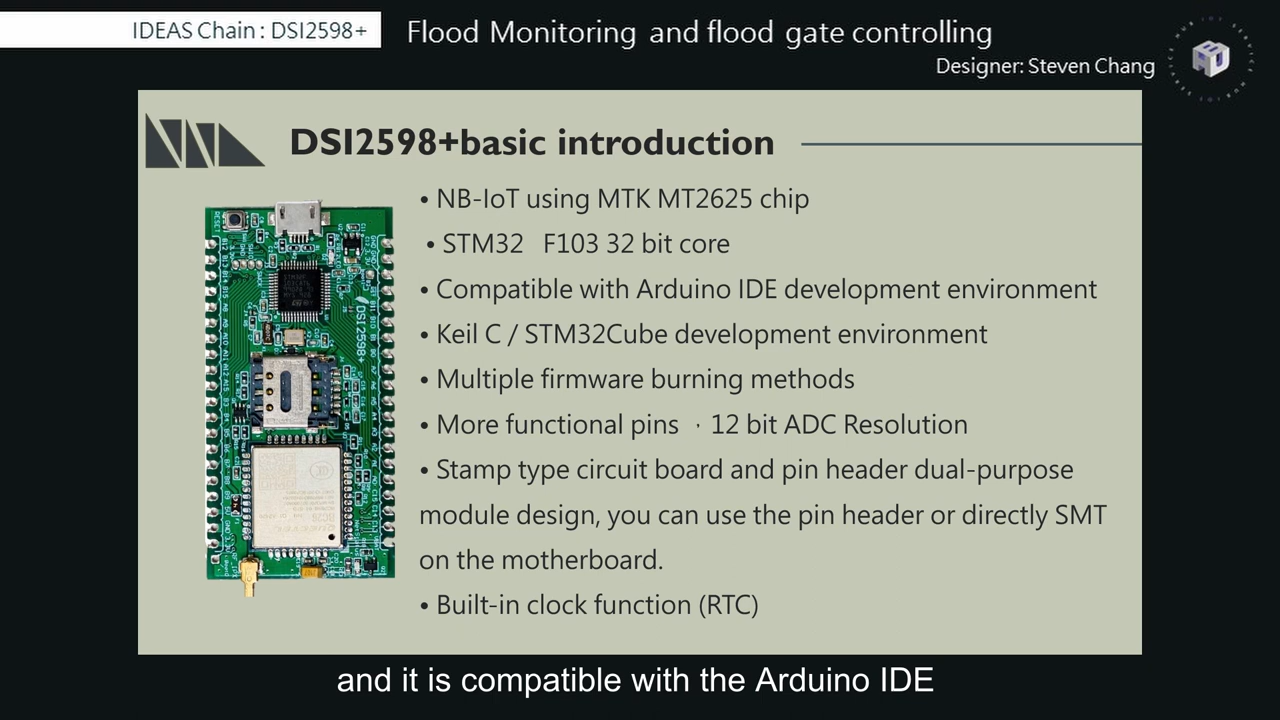 IDEAS Chain : DSI2598+
Flood Monitoring and flood gate controlling
Designer: Steven Chang
DSI2598+basic introduction
• NB-IoT using MTK MT2625 chip
• STM32 F103 32 bit core
• Compatible with Arduino IDE development environment
• Keil C / STM32Cube development environment
• Multiple firmware burning methods
• More functional pins · 12 bit ADC Resolution
• Stamp type circuit board and pin header dual-purpose
module design, you can use the pin header or directly SMT
on the motherboard.
• Built-in clock function (RTC)
RESET
DSI2598+
and it is compatible with the Arduino IDE